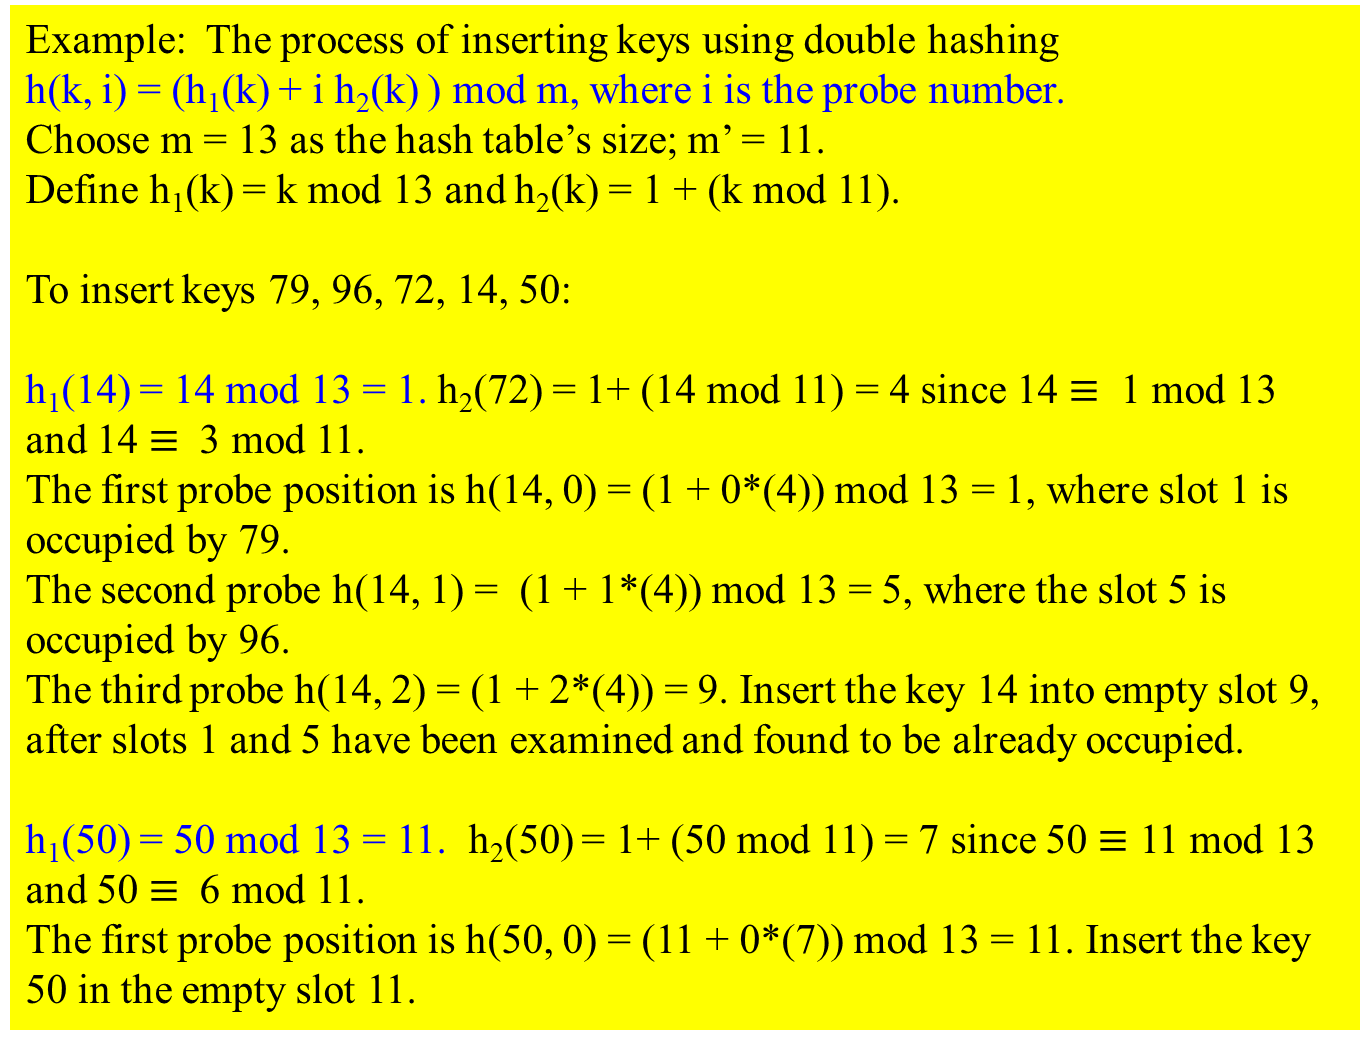 Example:  The process of inserting keys using double hashing
h(k, i) = (h₁(k) + i h₂(k) ) mod m, where i is the probe number.
Choose m = 13 as the hash table’s size; m’ = 11.
Define h₁(k) = k mod 13 and h₂(k) = 1 + (k mod 11).
To insert keys 79, 96, 72, 14, 50:
h₁(14) = 14 mod 13 = 1. h₂(72) = 1+ (14 mod 11) = 4 since 14 ≡  1 mod 13
and 14 ≡  3 mod 11.
The first probe position is h(14, 0) = (1 + 0*(4)) mod 13 = 1, where slot 1 is
occupied by 79.
The second probe h(14, 1) =  (1 + 1*(4)) mod 13 = 5, where the slot 5 is
occupied by 96.
The third probe h(14, 2) = (1 + 2*(4)) = 9. Insert the key 14 into empty slot 9,
after slots 1 and 5 have been examined and found to be already occupied.
h₁(50) = 50 mod 13 = 11.  h₂(50) = 1+ (50 mod 11) = 7 since 50 ≡ 11 mod 13
and 50 ≡  6 mod 11.
The first probe position is h(50, 0) = (11 + 0*(7)) mod 13 = 11. Insert the key
50 in the empty slot 11.